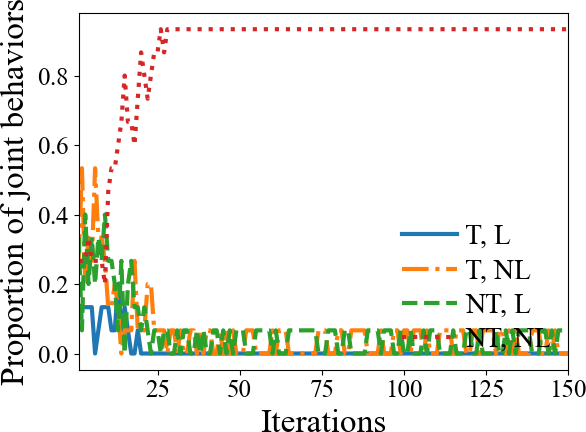 Proportion of joint behaviors
0.8
0.6
0.4
0.2
0.0
T, L
T, NL
NT, L
NT, NL
25 50 75 100 125 150
Iterations